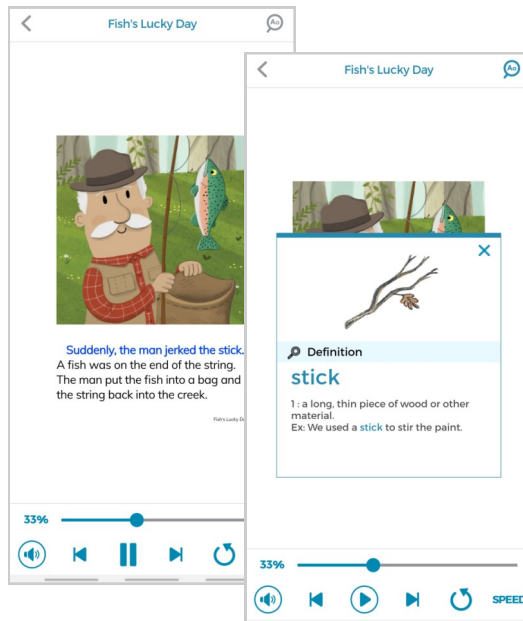 Fish's Lucky Day
Aa
Suddenly, the man jerked the stick.
A fish was on the end of the string.
The man put the fish into a bag and
the string back into the creek.
33%
Fish's Lucky Day
Aa
Definition
stick
1 : a long, thin piece of wood or other
material.
Ex: We used a stick to stir the paint.
33%
SPEED